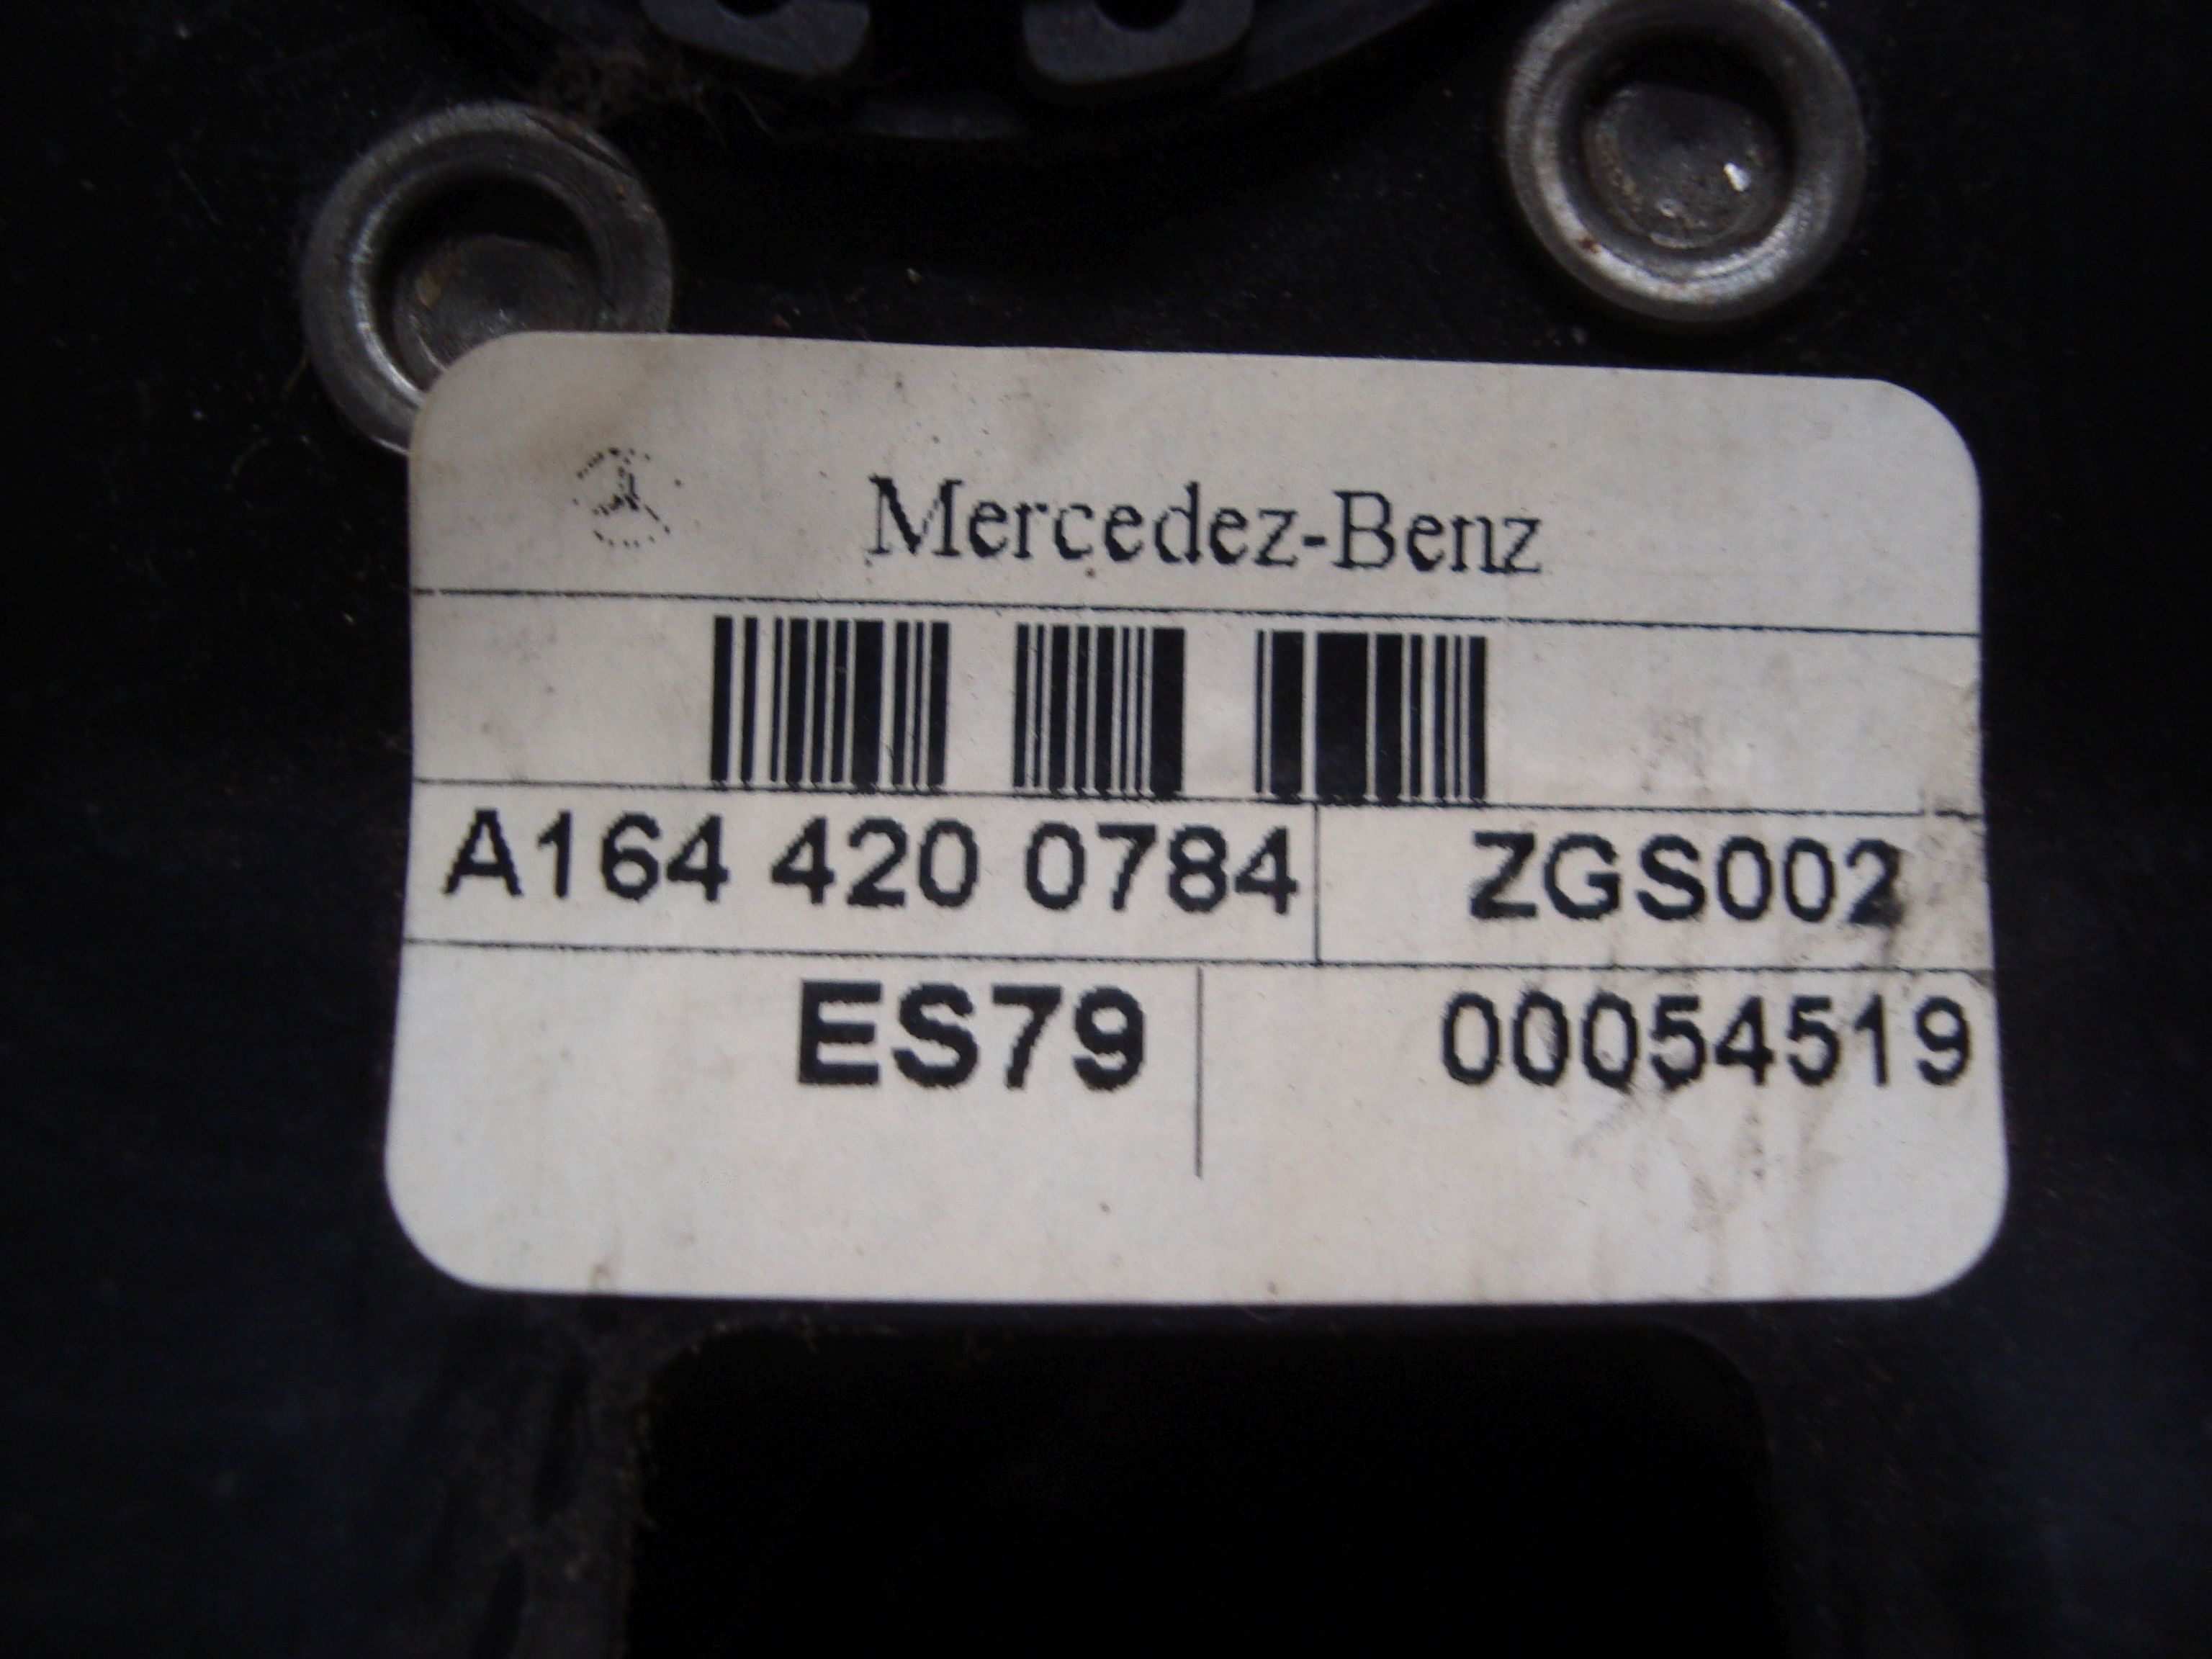 Mercedez-Benz
A164 420 0784 ZGS002
ES79 00054519